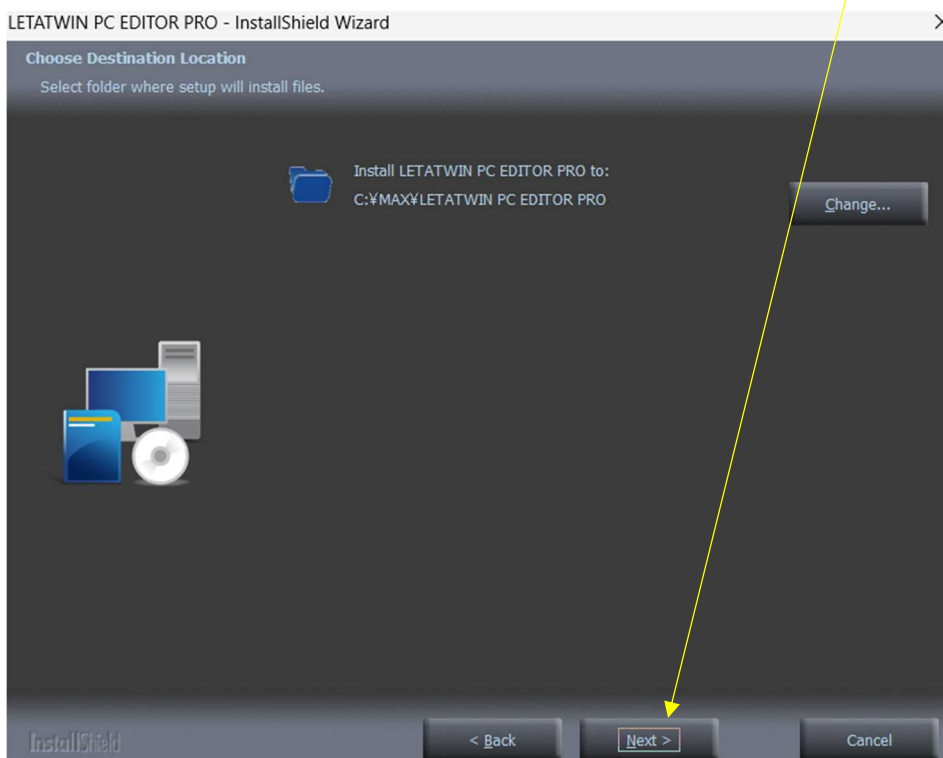 LETATWIN PC EDITOR PRO - InstallShield Wizard
Choose Destination Location
Select folder where setup will install files.
Install LETATWIN PC EDITOR PRO to:
C:¥MAX¥LETATWIN PC EDITOR PRO
Change...
InstallShield
< Back
Next >
Cancel